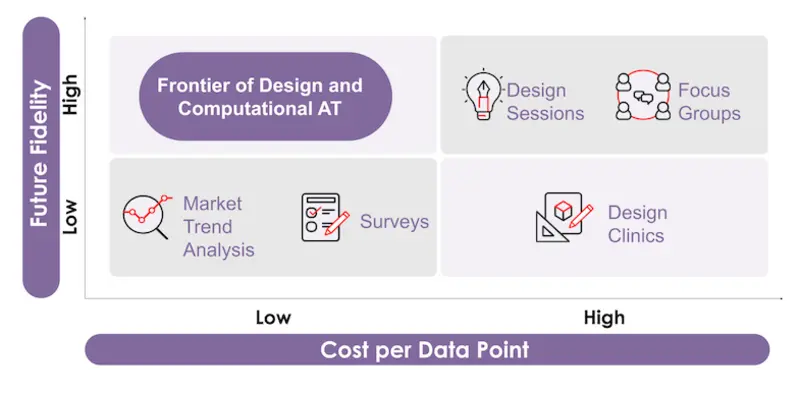 Future Fidelity
High
Low
Frontier of Design and
Computational AT
Design
Sessions
Focus
Groups
Market
Trend
Analysis
Surveys
Design
Clinics
Low
High
Cost per Data Point